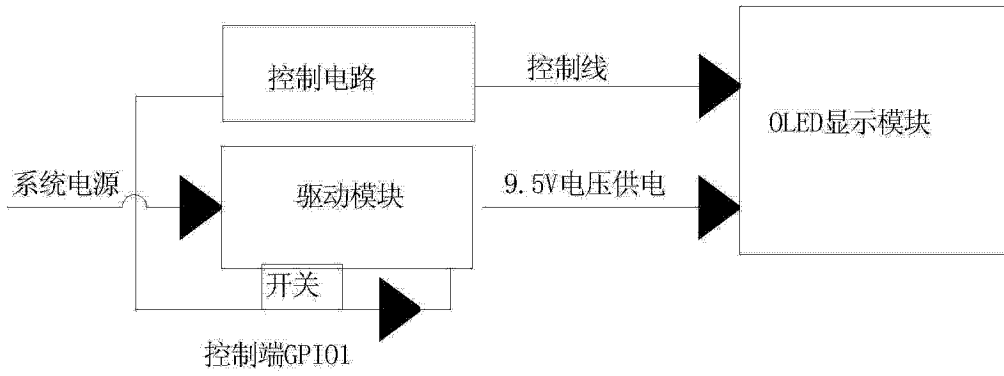 控制电路
控制线
OLED显示模块
系统电源
驱动模块
9.5V电压供电
开关
控制端GPIO1